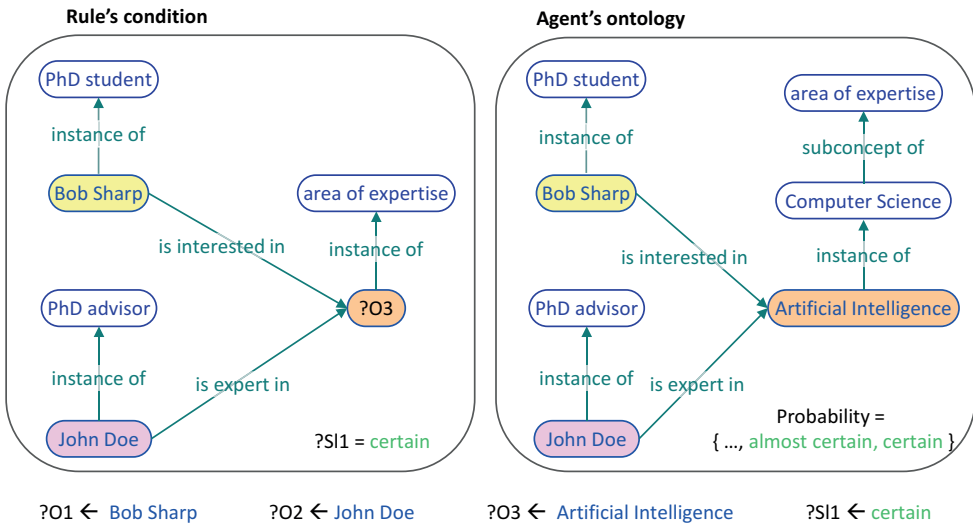 Rule's condition
PhD student
instance of
Bob Sharp
area of expertise
is interested in
instance of
PhD advisor
?O3
instance of
is expert in
John Doe
?Sl1 = certain
Agent's ontology
PhD student
area of expertise
instance of
subconcept of
Bob Sharp
Computer Science
is interested in
instance of
PhD advisor
Artificial Intelligence
instance of
is expert in
Probability =
John Doe
{ ..., almost certain, certain }
?O1 ← Bob Sharp ?O2 ← John Doe ?O3 ← Artificial Intelligence ?Sl1 ← certain